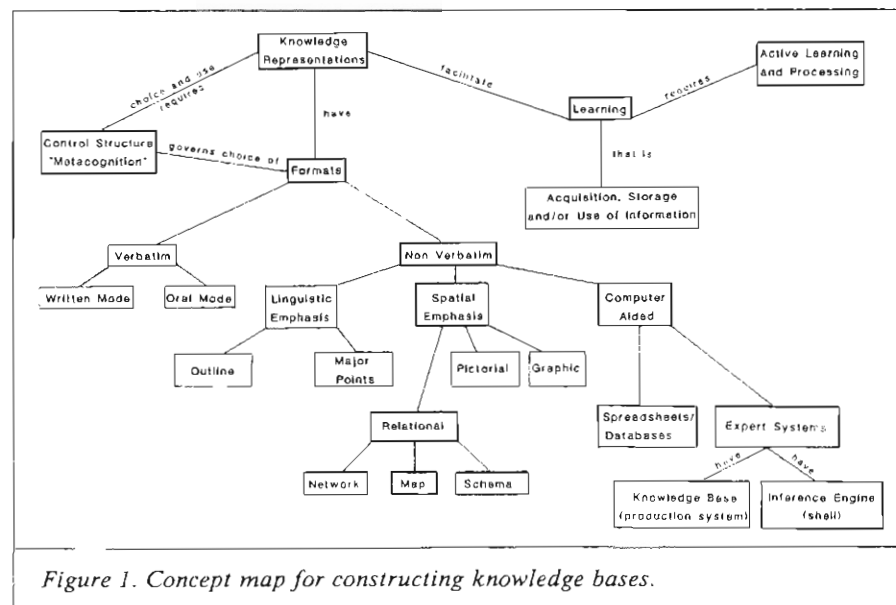 Knowledge
Representations
facilitate
Active Learning
and Processing
choice and use
requires
requires
Learning
have
Control Structure
"Metacognition"
governs choice of
Formats
that is
Acquisition, Storage
and/or Use of Information
Verbatim
Non Verbatim
Written Mode
Oral Mode
Linguistic
Emphasis
Spatial
Emphasis
Computer
Aided
Outline
Major
Points
Pictorial
Graphic
Relational
Spreadsheets/
Databases
Expert Systems
have
have
Network
Map
Schema
Knowledge Base
(production system)
Inference Engine
(shell)
Figure 1. Concept map for constructing knowledge bases.